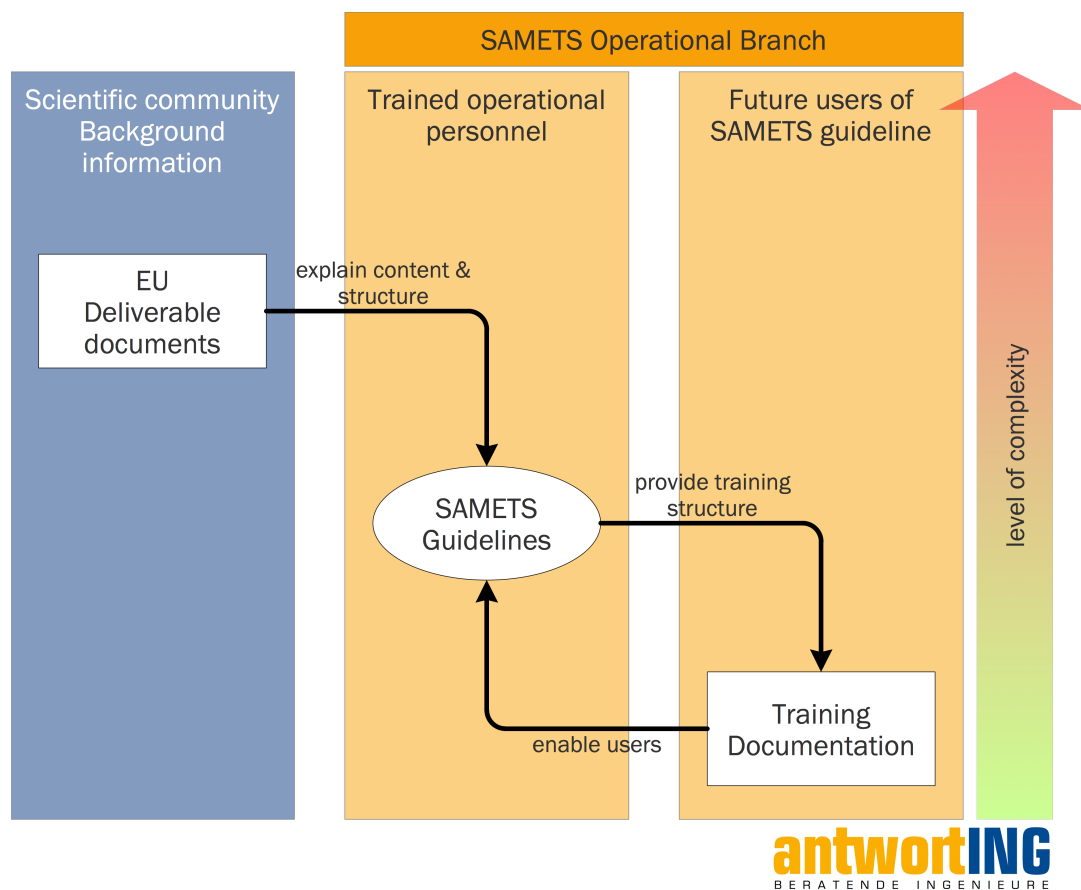 SAMETS Operational Branch
Scientific community
Background
information
Trained operational
personnel
Future users of
SAMETS guideline
EU
Deliverable
documents
explain content &
structure
SAMETS
Guidelines
provide training
structure
Training
Documentation
enable users
level of complexity
antwortING
BERATENDE INGENIEURE